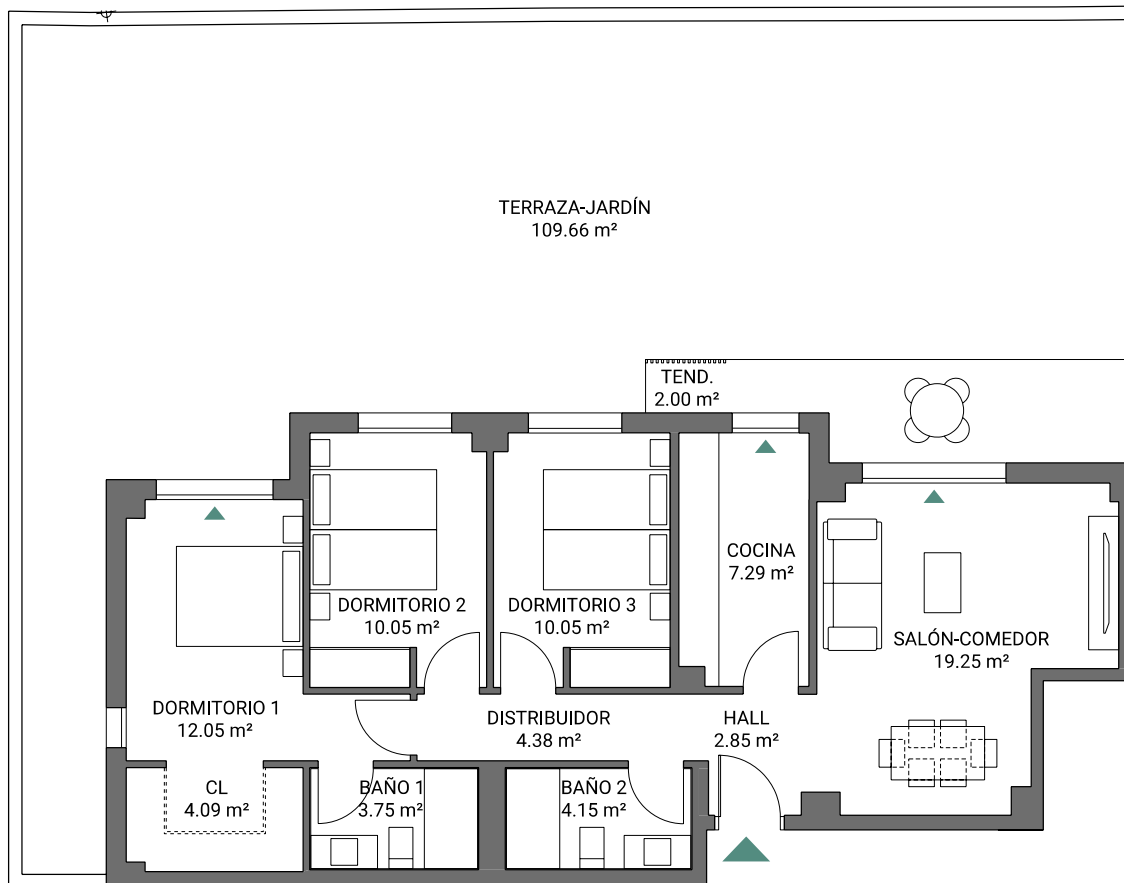 TERRAZA-JARDÍN
109.66 m²
TEND.
2.00 m²
COCINA
7.29 m²
DORMITORIO 2
10.05 m²
DORMITORIO 3
10.05 m²
SALÓN-COMEDOR
19.25 m²
DORMITORIO 1
12.05 m²
DISTRIBUIDOR
4.38 m²
HALL
2.85 m²
CL
4.09 m²
BAÑO 1
3.75 m²
BAÑO 2
4.15 m²